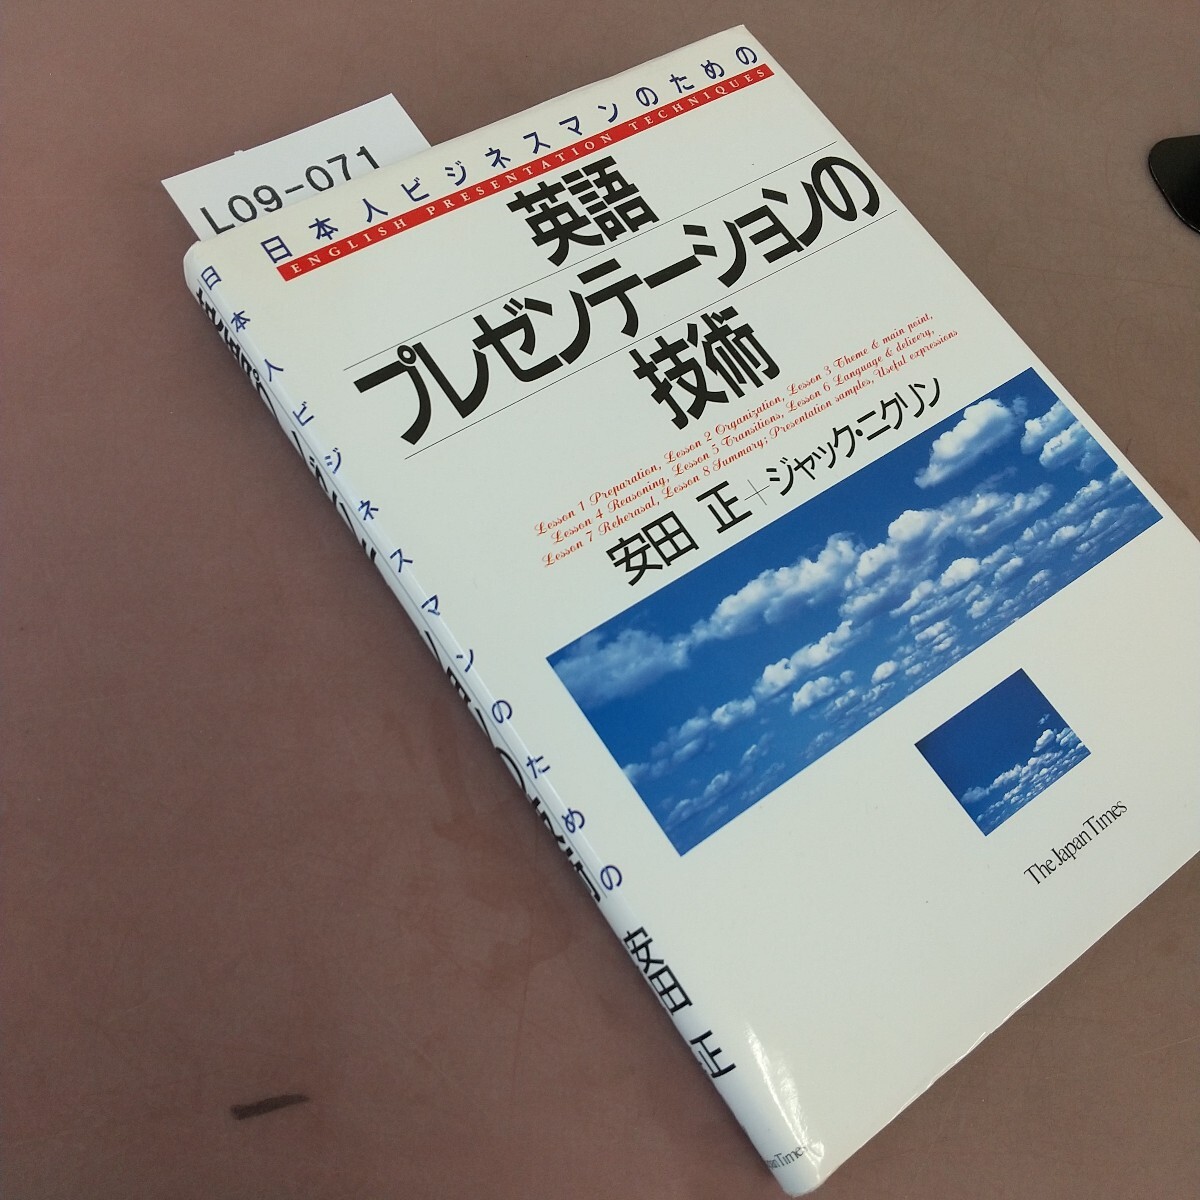 L09-071
日本人ビジネスマンのための
ENGLISH PRESENTATION TECHNIQUES
英語
プレゼンテーションの
技術
Lesson 1 Preparation, Lesson 2 Organization, Lesson 3 Theme & main point,
Lesson 4 Reasoning, Lesson 5 Transitions, Lesson 6 Language & delivery,
Lesson 7 Reherasal, Lesson 8 Summary; Presentation samples, Useful expressions
安田 正+ジャック・ニクリン
The Japan Times
日本人ビジネスマンのための
安田 正